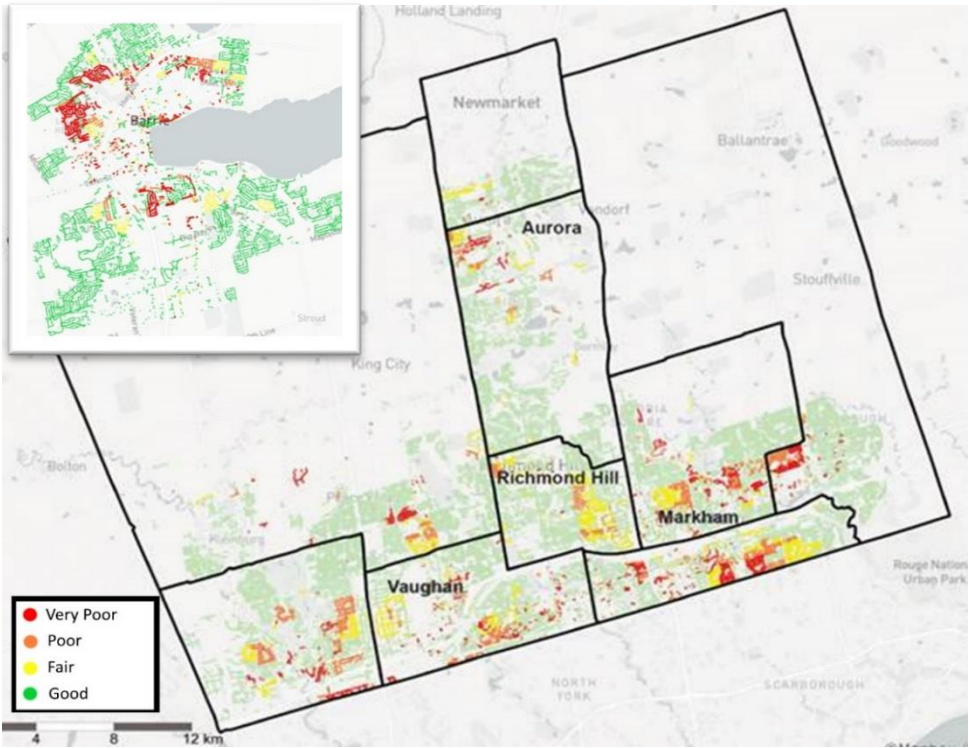 Holland Landing
Newmarket
Barrie
Stroud
Ballantrae
Goodwood
Aurora
Vandorf
Stouffville
King City
Bolton
Richmond Hill
Markham
Kleinburg
Vaughan
Rouge National
Urban Park
Very Poor
Poor
Fair
Good
NORTH
YORK
SCARBOROUGH
4 8 12 km